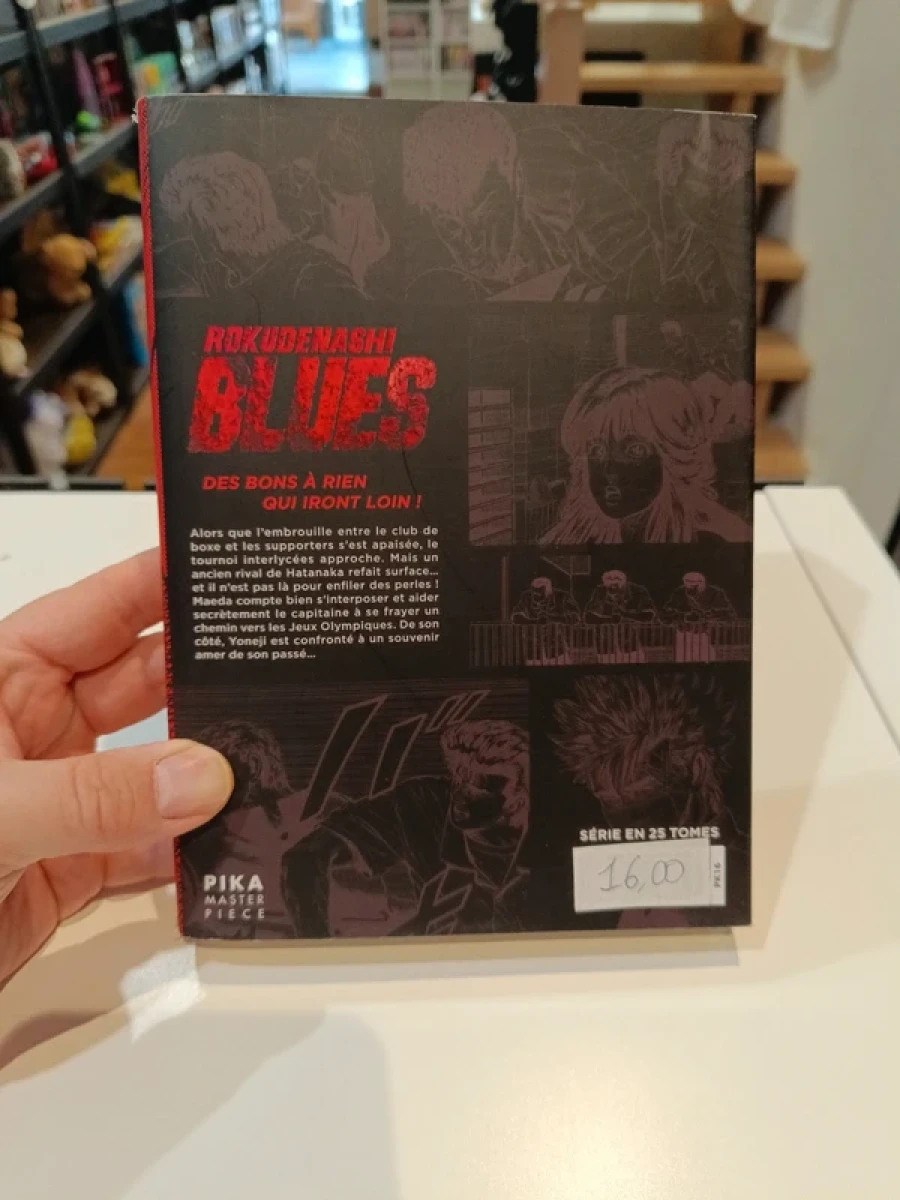 ROKUDENASHI
BLUES
DES BONS À RIEN
QUI IRONT LOIN !
Alors que l'embrouille entre le club de
boxe et les supporters s'est apaisée, le
tournoi interlycées approche. Mais un
ancien rival de Hatanaka refait surface...
et il n'est pas là pour enfiler des perles !
Maeda compte bien s'interposer et aider
secrètement le capitaine à se frayer un
chemin vers les Jeux Olympiques. De son
côté, Yoneji est confronté à un souvenir
amer de son passé...
SÉRIE EN 25 TOMES
16,00
PK16
PIKA
MASTER
PIECE